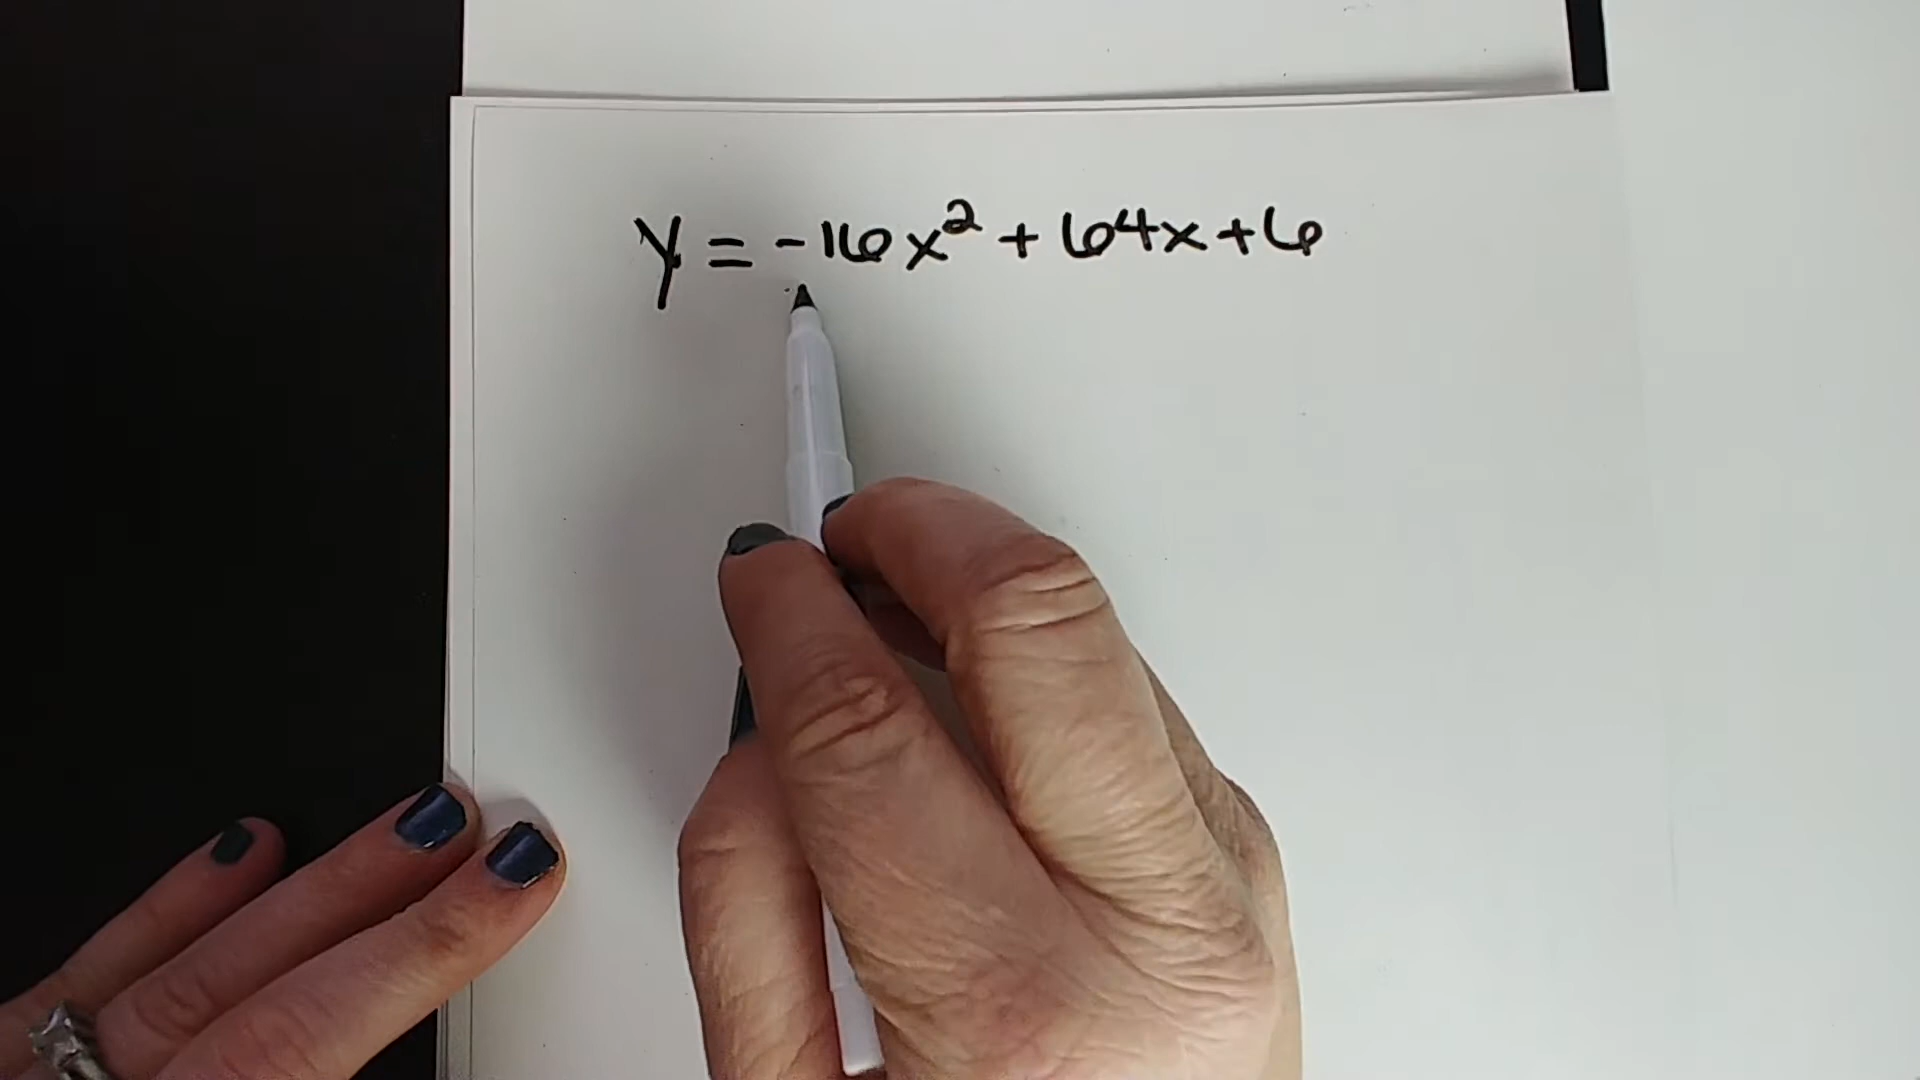 y = -16x² + 64x + 6